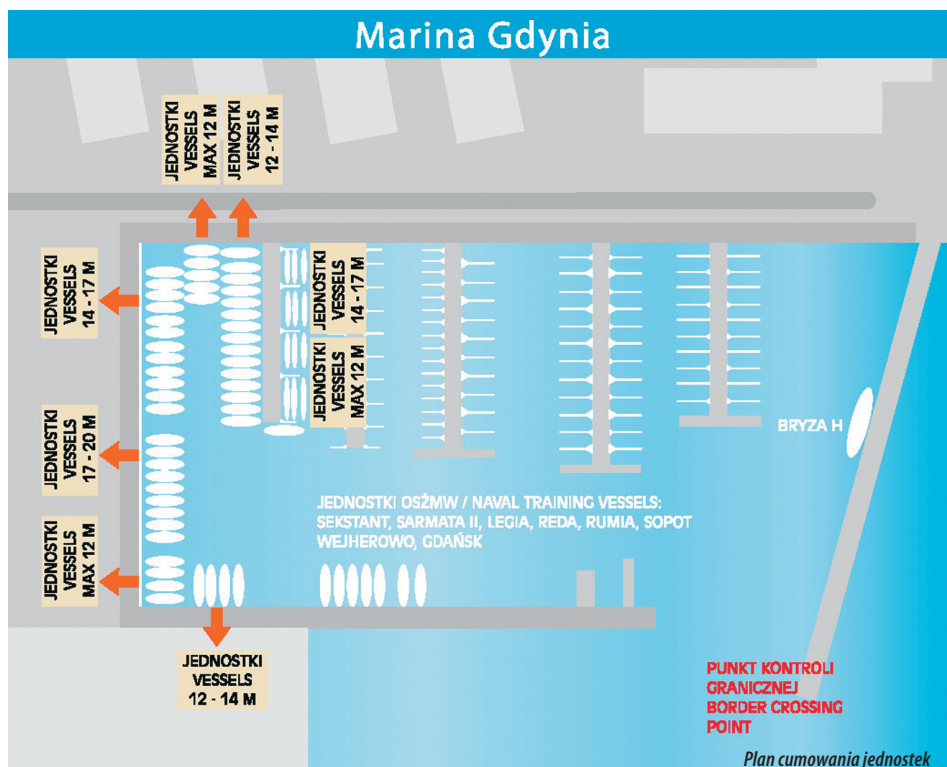 Marina Gdynia
JEDNOSTKI
VESSELS
MAX 12 M
JEDNOSTKI
VESSELS
12 - 14 M
JEDNOSTKI
VESSELS
14 - 17 M
JEDNOSTKI
VESSELS
14 - 17 M
JEDNOSTKI
VESSELS
MAX 12 M
JEDNOSTKI
VESSELS
17 - 20 M
BRYZA H
JEDNOSTKI OSŻMW / NAVAL TRAINING VESSELS:
SEKSTANT, SARMATA II, LEGIA, REDA, RUMIA, SOPOT
WEJHEROWO, GDAŃSK
JEDNOSTKI
VESSELS
MAX 12 M
JEDNOSTKI
VESSELS
12 - 14 M
PUNKT KONTROLI
GRANICZNEJ
BORDER CROSSING
POINT
Plan cumowania jednostek